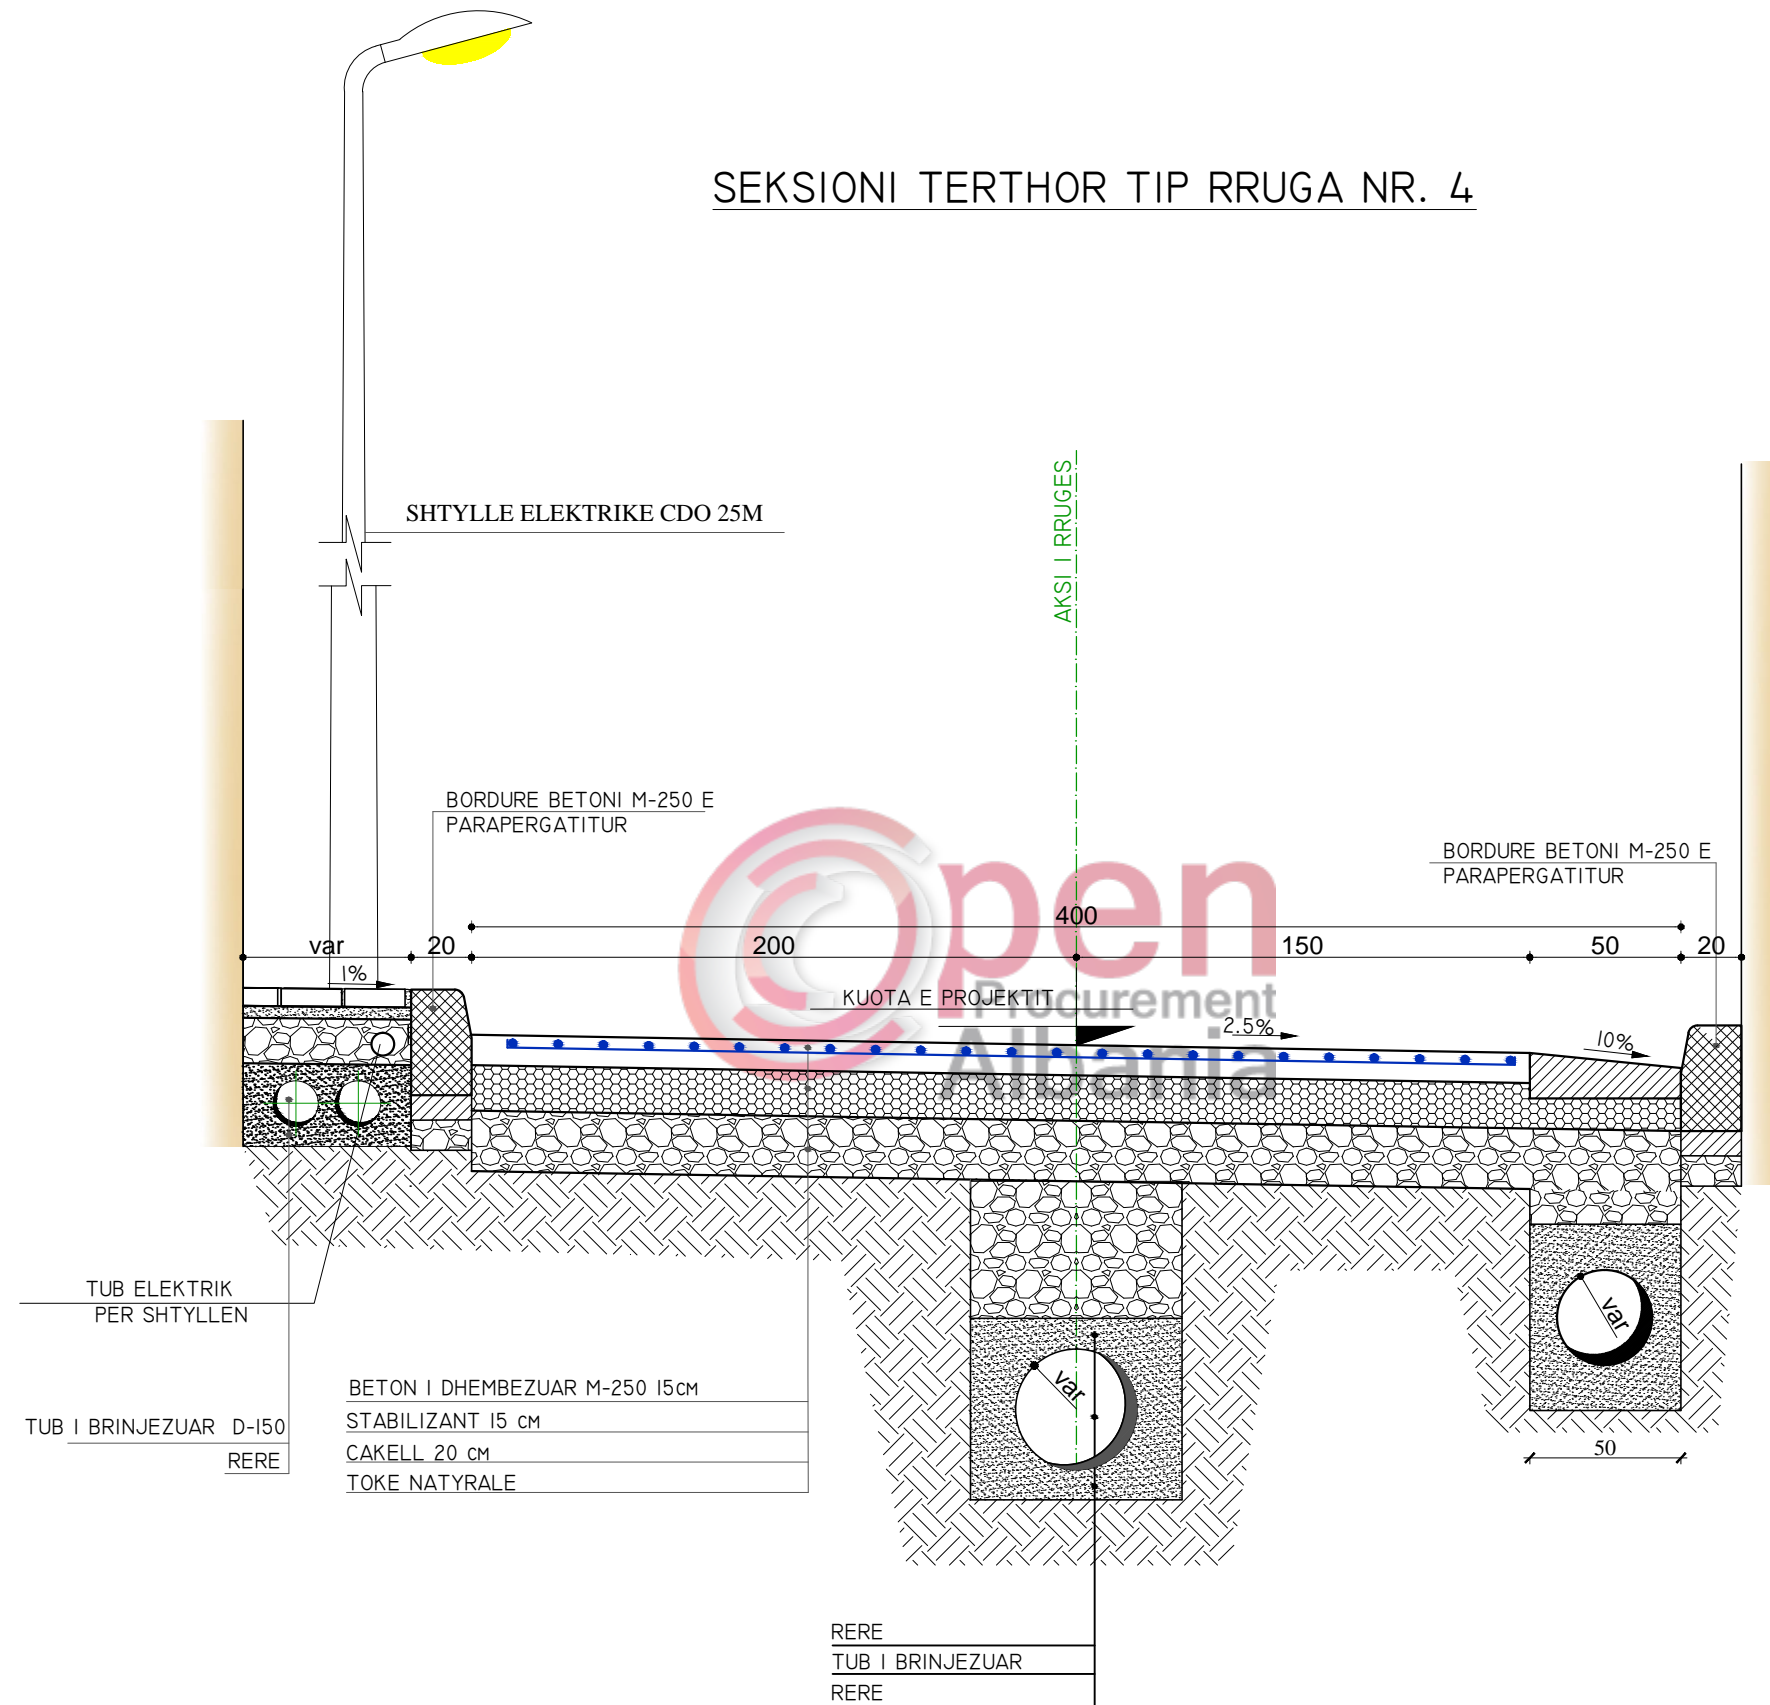 SEKSIONI TERTHOR TIP RRUGA NR. 4
SHTYLLE ELEKTRIKE CDO 25M
AKSI I RRUGES
BORDURE BETONI M-250 E
PARAPERGATITUR
BORDURE BETONI M-250 E
PARAPERGATITUR
Open
Procurement
Albania
400
var
20
200
150
50
20
1%
KUOTA E PROJEKTIT
2.5%
10%
TUB ELEKTRIK
PER SHTYLLEN
var
var
BETON I DHEMBEZUAR M-250 15CM
STABILIZANT 15 CM
CAKELL 20 CM
TOKE NATYRALE
TUB I BRINJEZUAR D-150
RERE
50
RERE
TUB I BRINJEZUAR
RERE